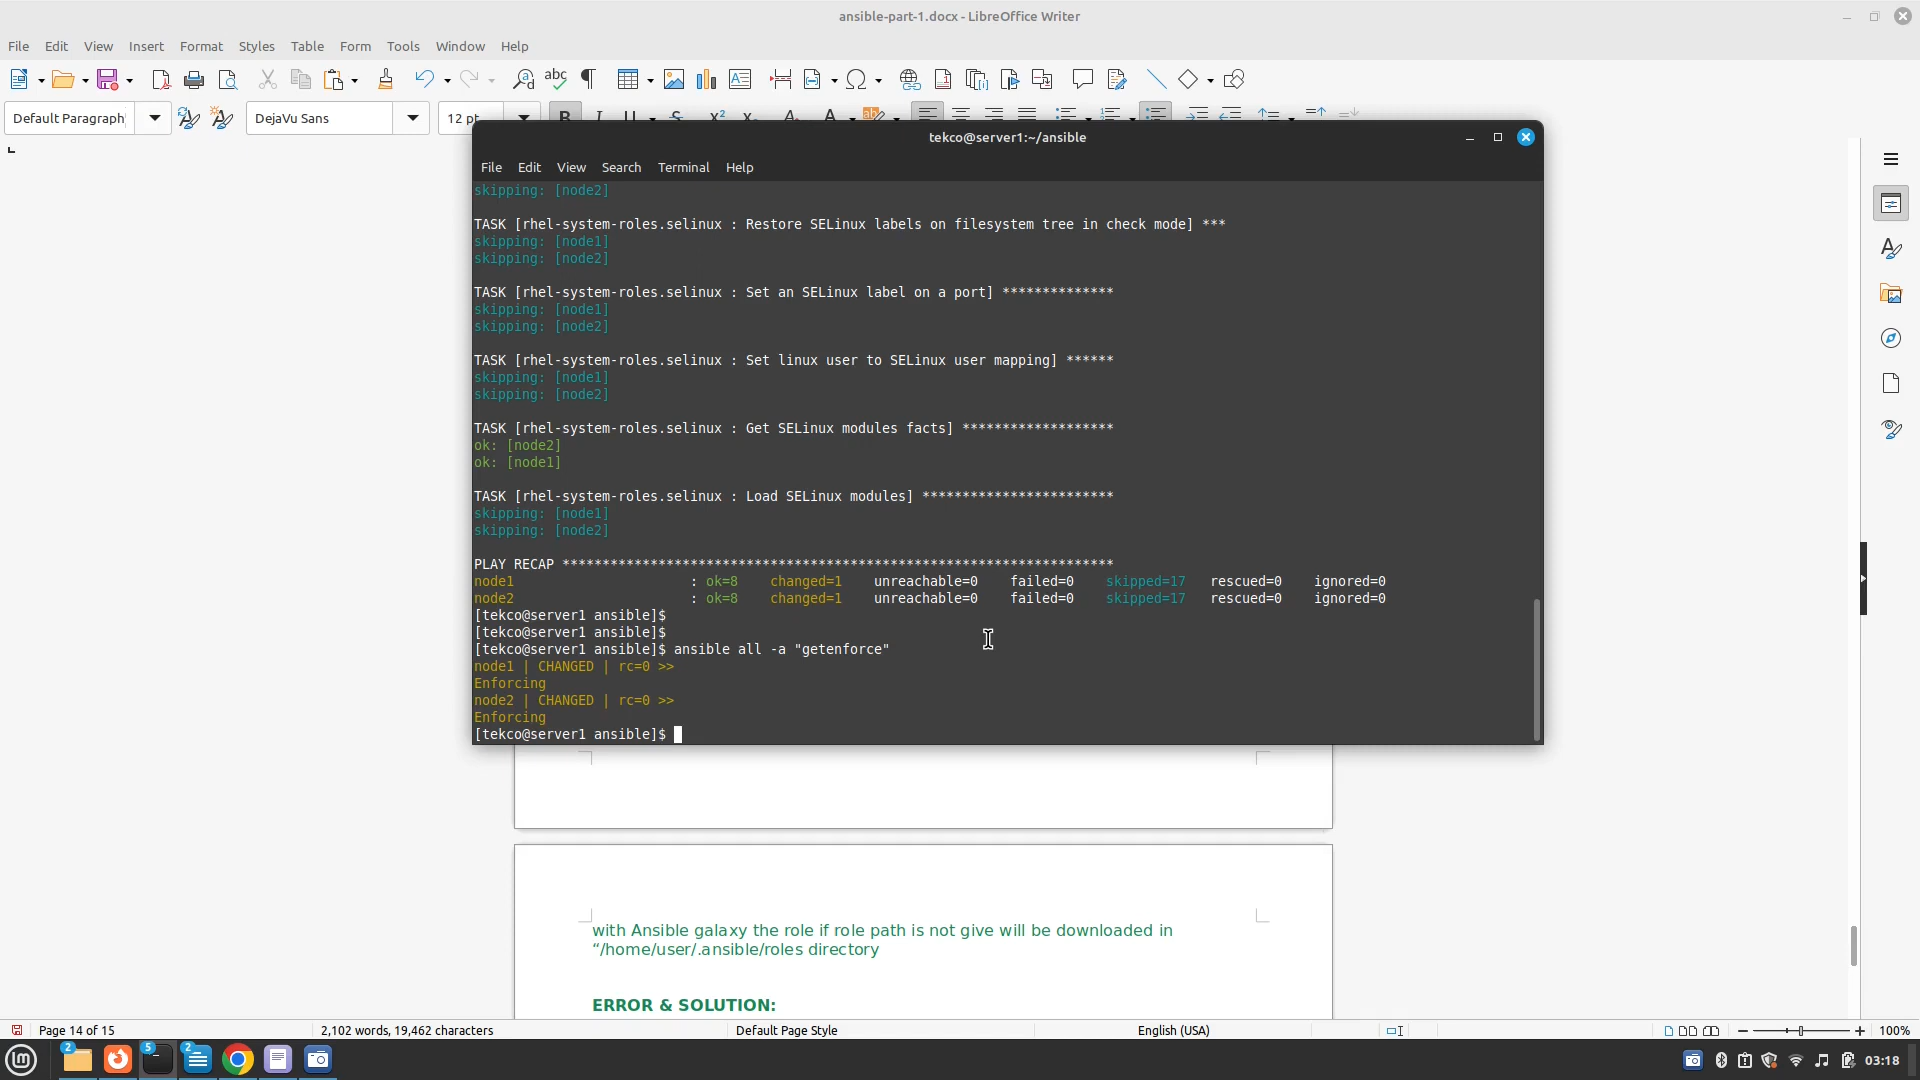 ansible-part-1.docx - LibreOffice Writer
File Edit View Insert Format Styles Table Form Tools Window Help
Default Paragraph DejaVu Sans 12 pt
tekco@server1:~/ansible
File Edit View Search Terminal Help
skipping: [node2]
TASK [rhel-system-roles.selinux : Restore SELinux labels on filesystem tree in check mode] ***
skipping: [node1]
skipping: [node2]
TASK [rhel-system-roles.selinux : Set an SELinux label on a port] **************
skipping: [node1]
skipping: [node2]
TASK [rhel-system-roles.selinux : Set linux user to SELinux user mapping] ******
skipping: [node1]
skipping: [node2]
TASK [rhel-system-roles.selinux : Get SELinux modules facts] *******************
ok: [node2]
ok: [node1]
TASK [rhel-system-roles.selinux : Load SELinux modules] ************************
skipping: [node1]
skipping: [node2]
PLAY RECAP *********************************************************************
node1 : ok=8 changed=1 unreachable=0 failed=0 skipped=17 rescued=0 ignored=0
node2 : ok=8 changed=1 unreachable=0 failed=0 skipped=17 rescued=0 ignored=0
[tekco@server1 ansible]$
[tekco@server1 ansible]$
[tekco@server1 ansible]$ ansible all -a "getenforce"
node1 | CHANGED | rc=0 >>
Enforcing
node2 | CHANGED | rc=0 >>
Enforcing
[tekco@server1 ansible]$
with Ansible galaxy the role if role path is not give will be downloaded in
“/home/user/.ansible/roles directory
ERROR & SOLUTION:
Page 14 of 15 2,102 words, 19,462 characters Default Page Style English (USA) 100%
2 5 2 03:18